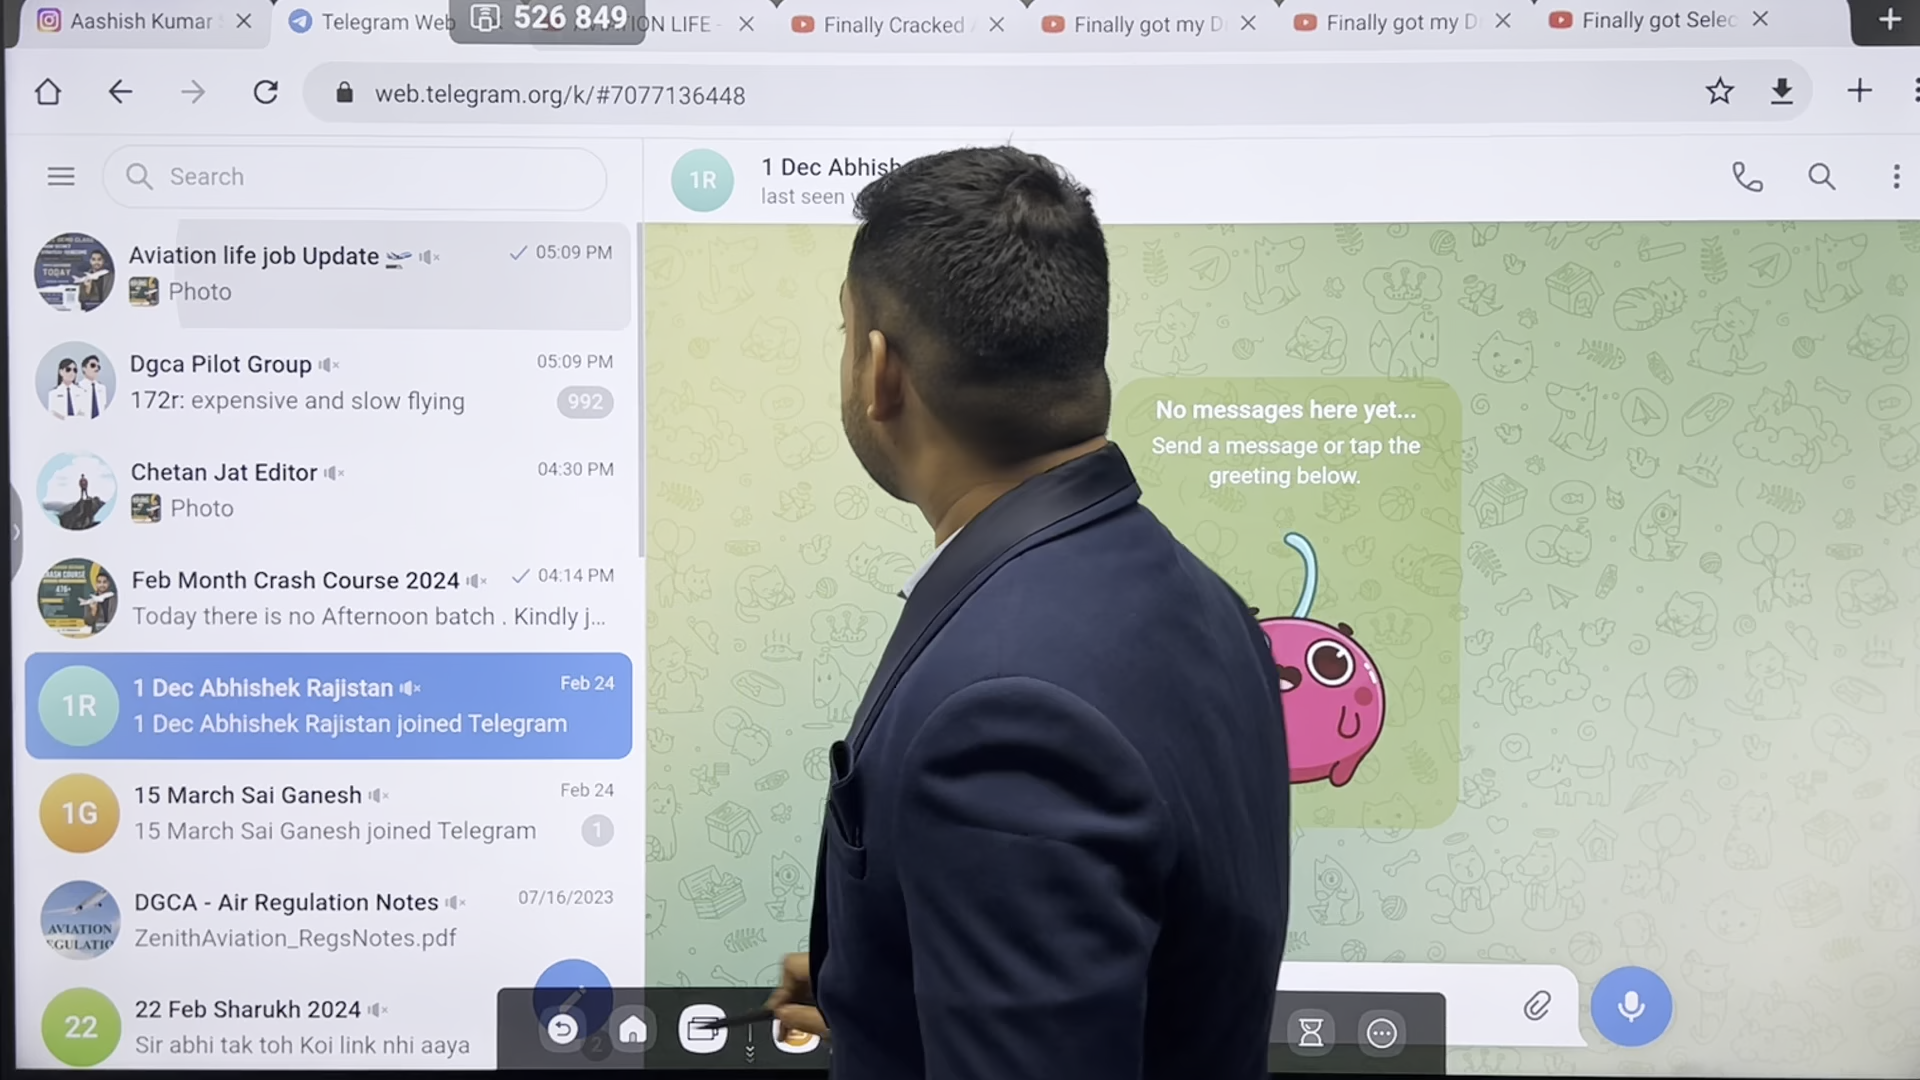 Aashish Kumar
Telegram Web
526 849
ION LIFE -
Finally Cracked
Finally got my D
Finally got my D
Finally got Selec
web.telegram.org/k/#7077136448
Search
1R
1 Dec Abhish
last seen
Aviation life job Update
05:09 PM
Photo
TODAY
Dgca Pilot Group
05:09 PM
172r: expensive and slow flying
992
Chetan Jat Editor
04:30 PM
Photo
Feb Month Crash Course 2024
04:14 PM
Today there is no Afternoon batch . Kindly j...
1R
1 Dec Abhishek Rajistan
Feb 24
1 Dec Abhishek Rajistan joined Telegram
1G
15 March Sai Ganesh
Feb 24
15 March Sai Ganesh joined Telegram
1
AVIATION
DGCA - Air Regulation Notes
07/16/2023
ZenithAviation_RegsNotes.pdf
22
22 Feb Sharukh 2024
Sir abhi tak toh Koi link nhi aaya
2
No messages here yet...
Send a message or tap the
greeting below.